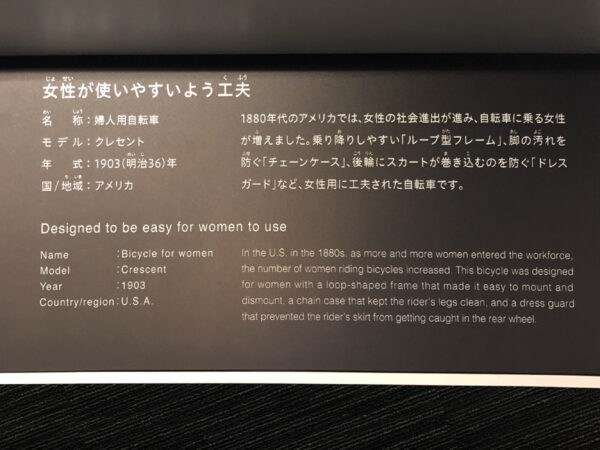 女性が使いやすいよう工夫
名称:婦人用自転車
モデル:クレセント
年式:1903(明治36)年
国/地域:アメリカ
1880年代のアメリカでは、女性の社会進出が進み、自転車に乗る女性
が増えました。乗り降りしやすい「ループ型フレーム」、脚の汚れを
防ぐ「チェーンケース」、後輪にスカートが巻き込むのを防ぐ「ドレス
ガード」など、女性用に工夫された自転車です。
Designed to be easy for women to use
Name :Bicycle for women
Model :Crescent
Year :1903
Country/region:U.S.A.
In the U.S. in the 1880s, as more and more women entered the workforce,
the number of women riding bicycles increased. This bicycle was designed
for women with a loop-shaped frame that made it easy to mount and
dismount, a chain case that kept the rider's legs clean, and a dress guard
that prevented the rider's skirt from getting caught in the rear wheel.